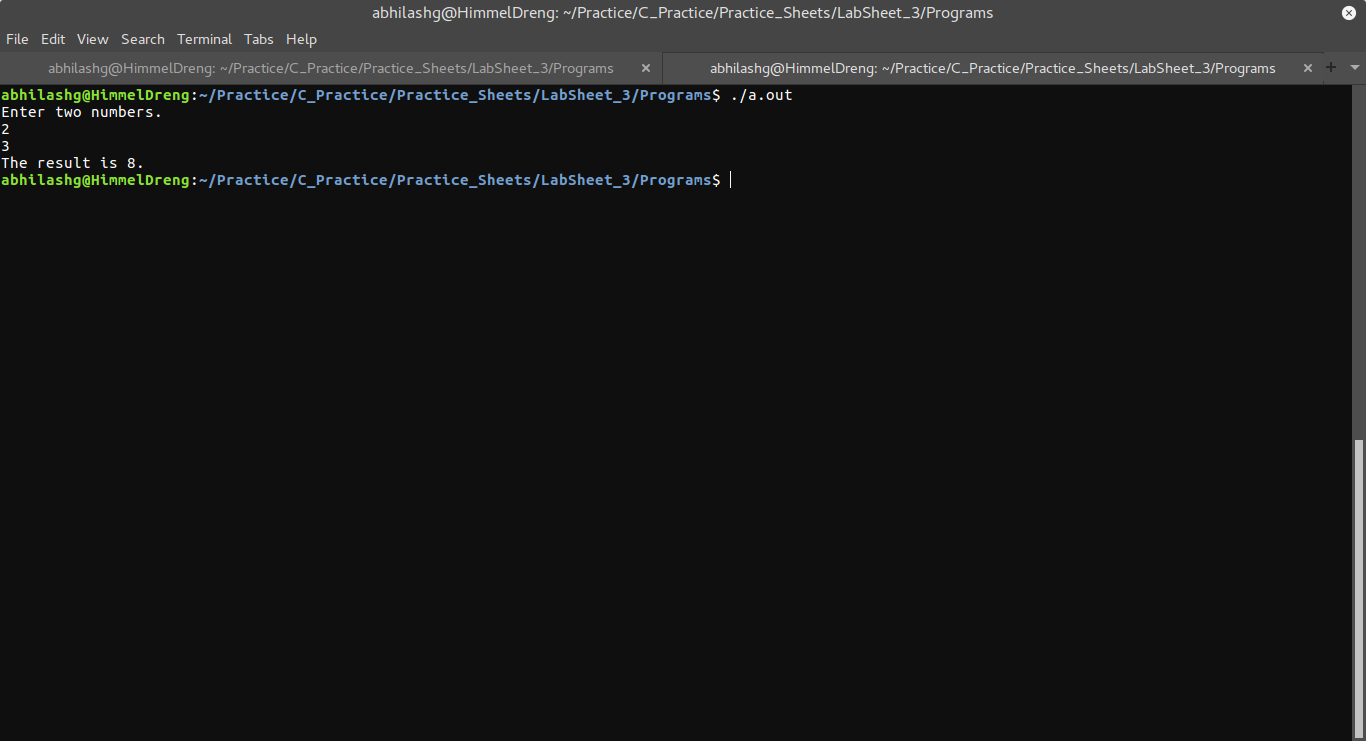 abhilashg@HimmelDreng: ~/Practice/C_Practice/Practice_Sheets/LabSheet_3/Programs
File Edit View Search Terminal Tabs Help
abhilashg@HimmelDreng: ~/Practice/C_Practice/Practice_Sheets/LabSheet_3/Programs × abhilashg@HimmelDreng: ~/Practice/C_Practice/Practice_Sheets/LabSheet_3/Programs × +
abhilashg@HimmelDreng:~/Practice/C_Practice/Practice_Sheets/LabSheet_3/Programs$ ./a.out
Enter two numbers.
2
3
The result is 8.
abhilashg@HimmelDreng:~/Practice/C_Practice/Practice_Sheets/LabSheet_3/Programs$